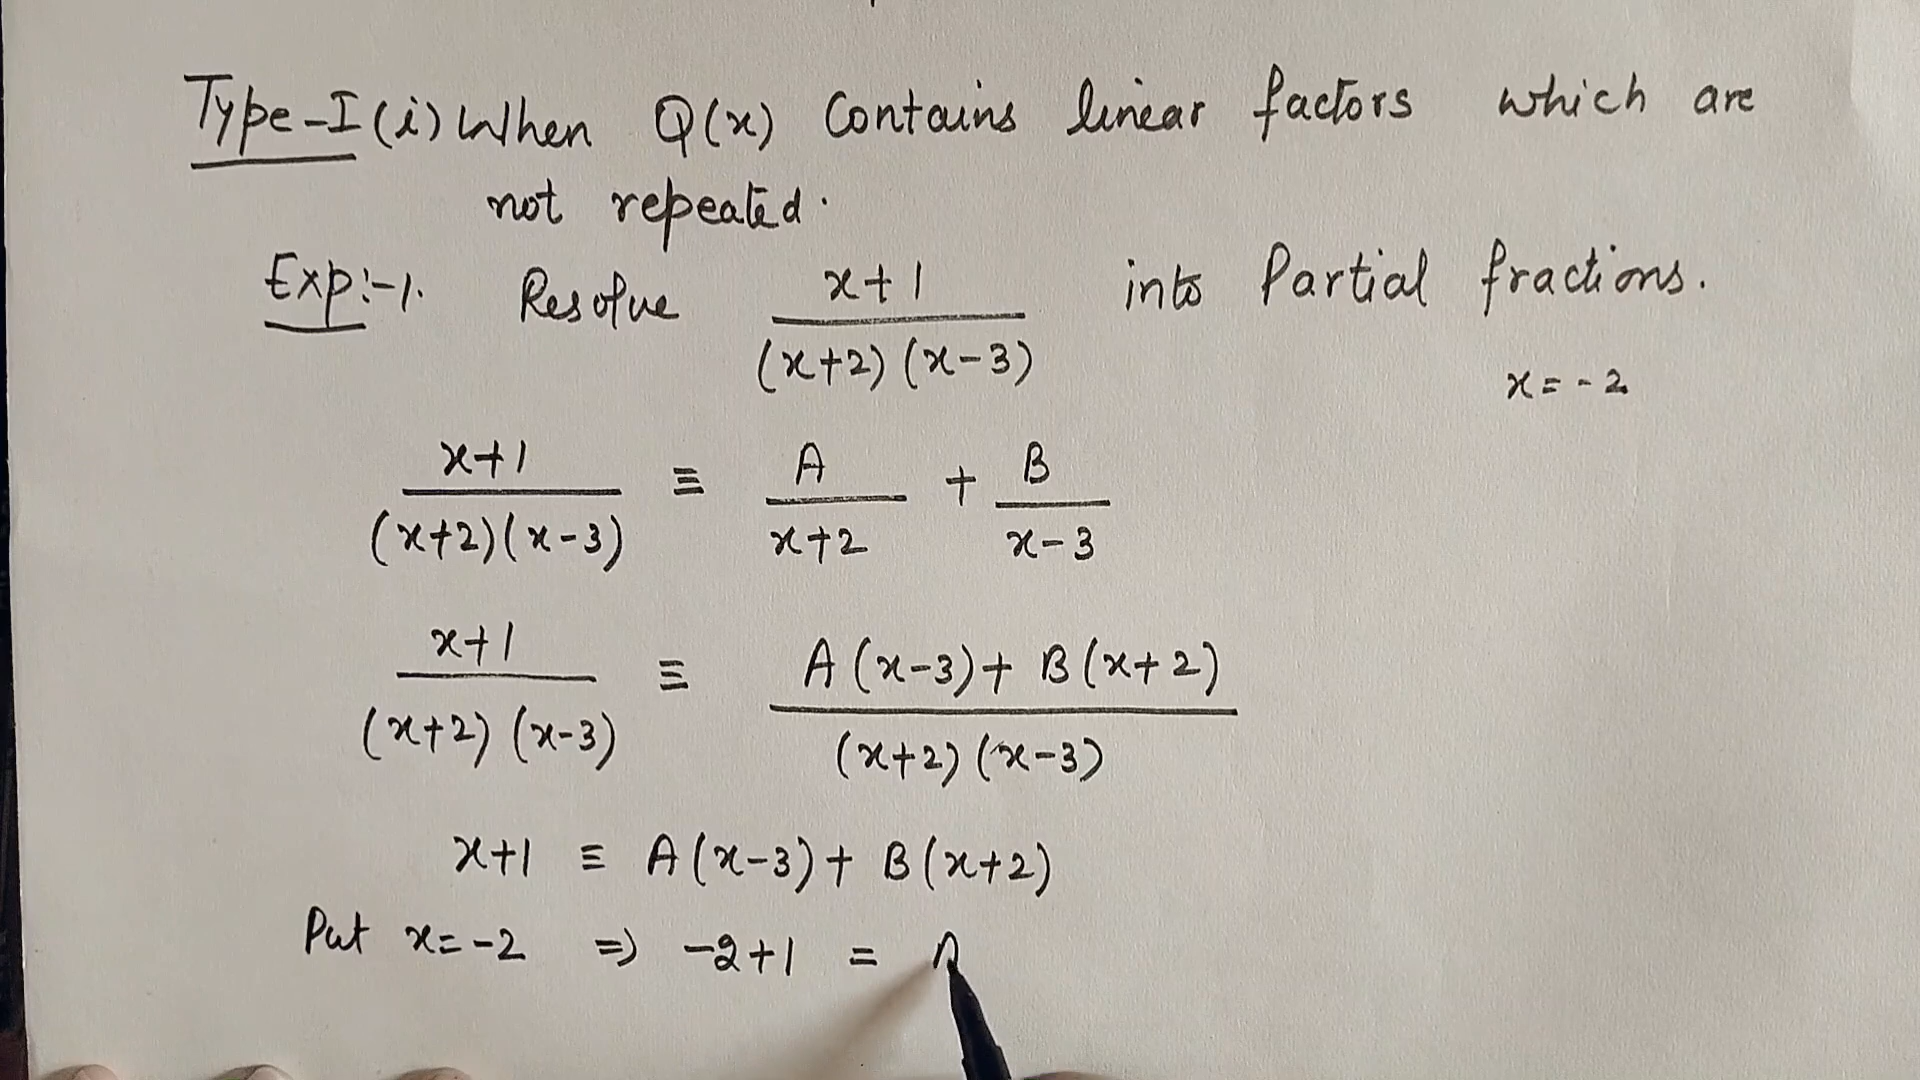 Type-I (i) When Q(x) Contains linear factors which are
not repeated.
Exp:-1. Resolve (x+1)/((x+2)(x-3)) into Partial fractions.
x = -2
(x+1)/((x+2)(x-3)) ≡ A/(x+2) + B/(x-3)
(x+1)/((x+2)(x-3)) ≡ (A(x-3)+ B(x+2))/((x+2)(x-3))
x+1 ≡ A(x-3)+ B(x+2)
Put x=-2 ⇒ -2+1 = A